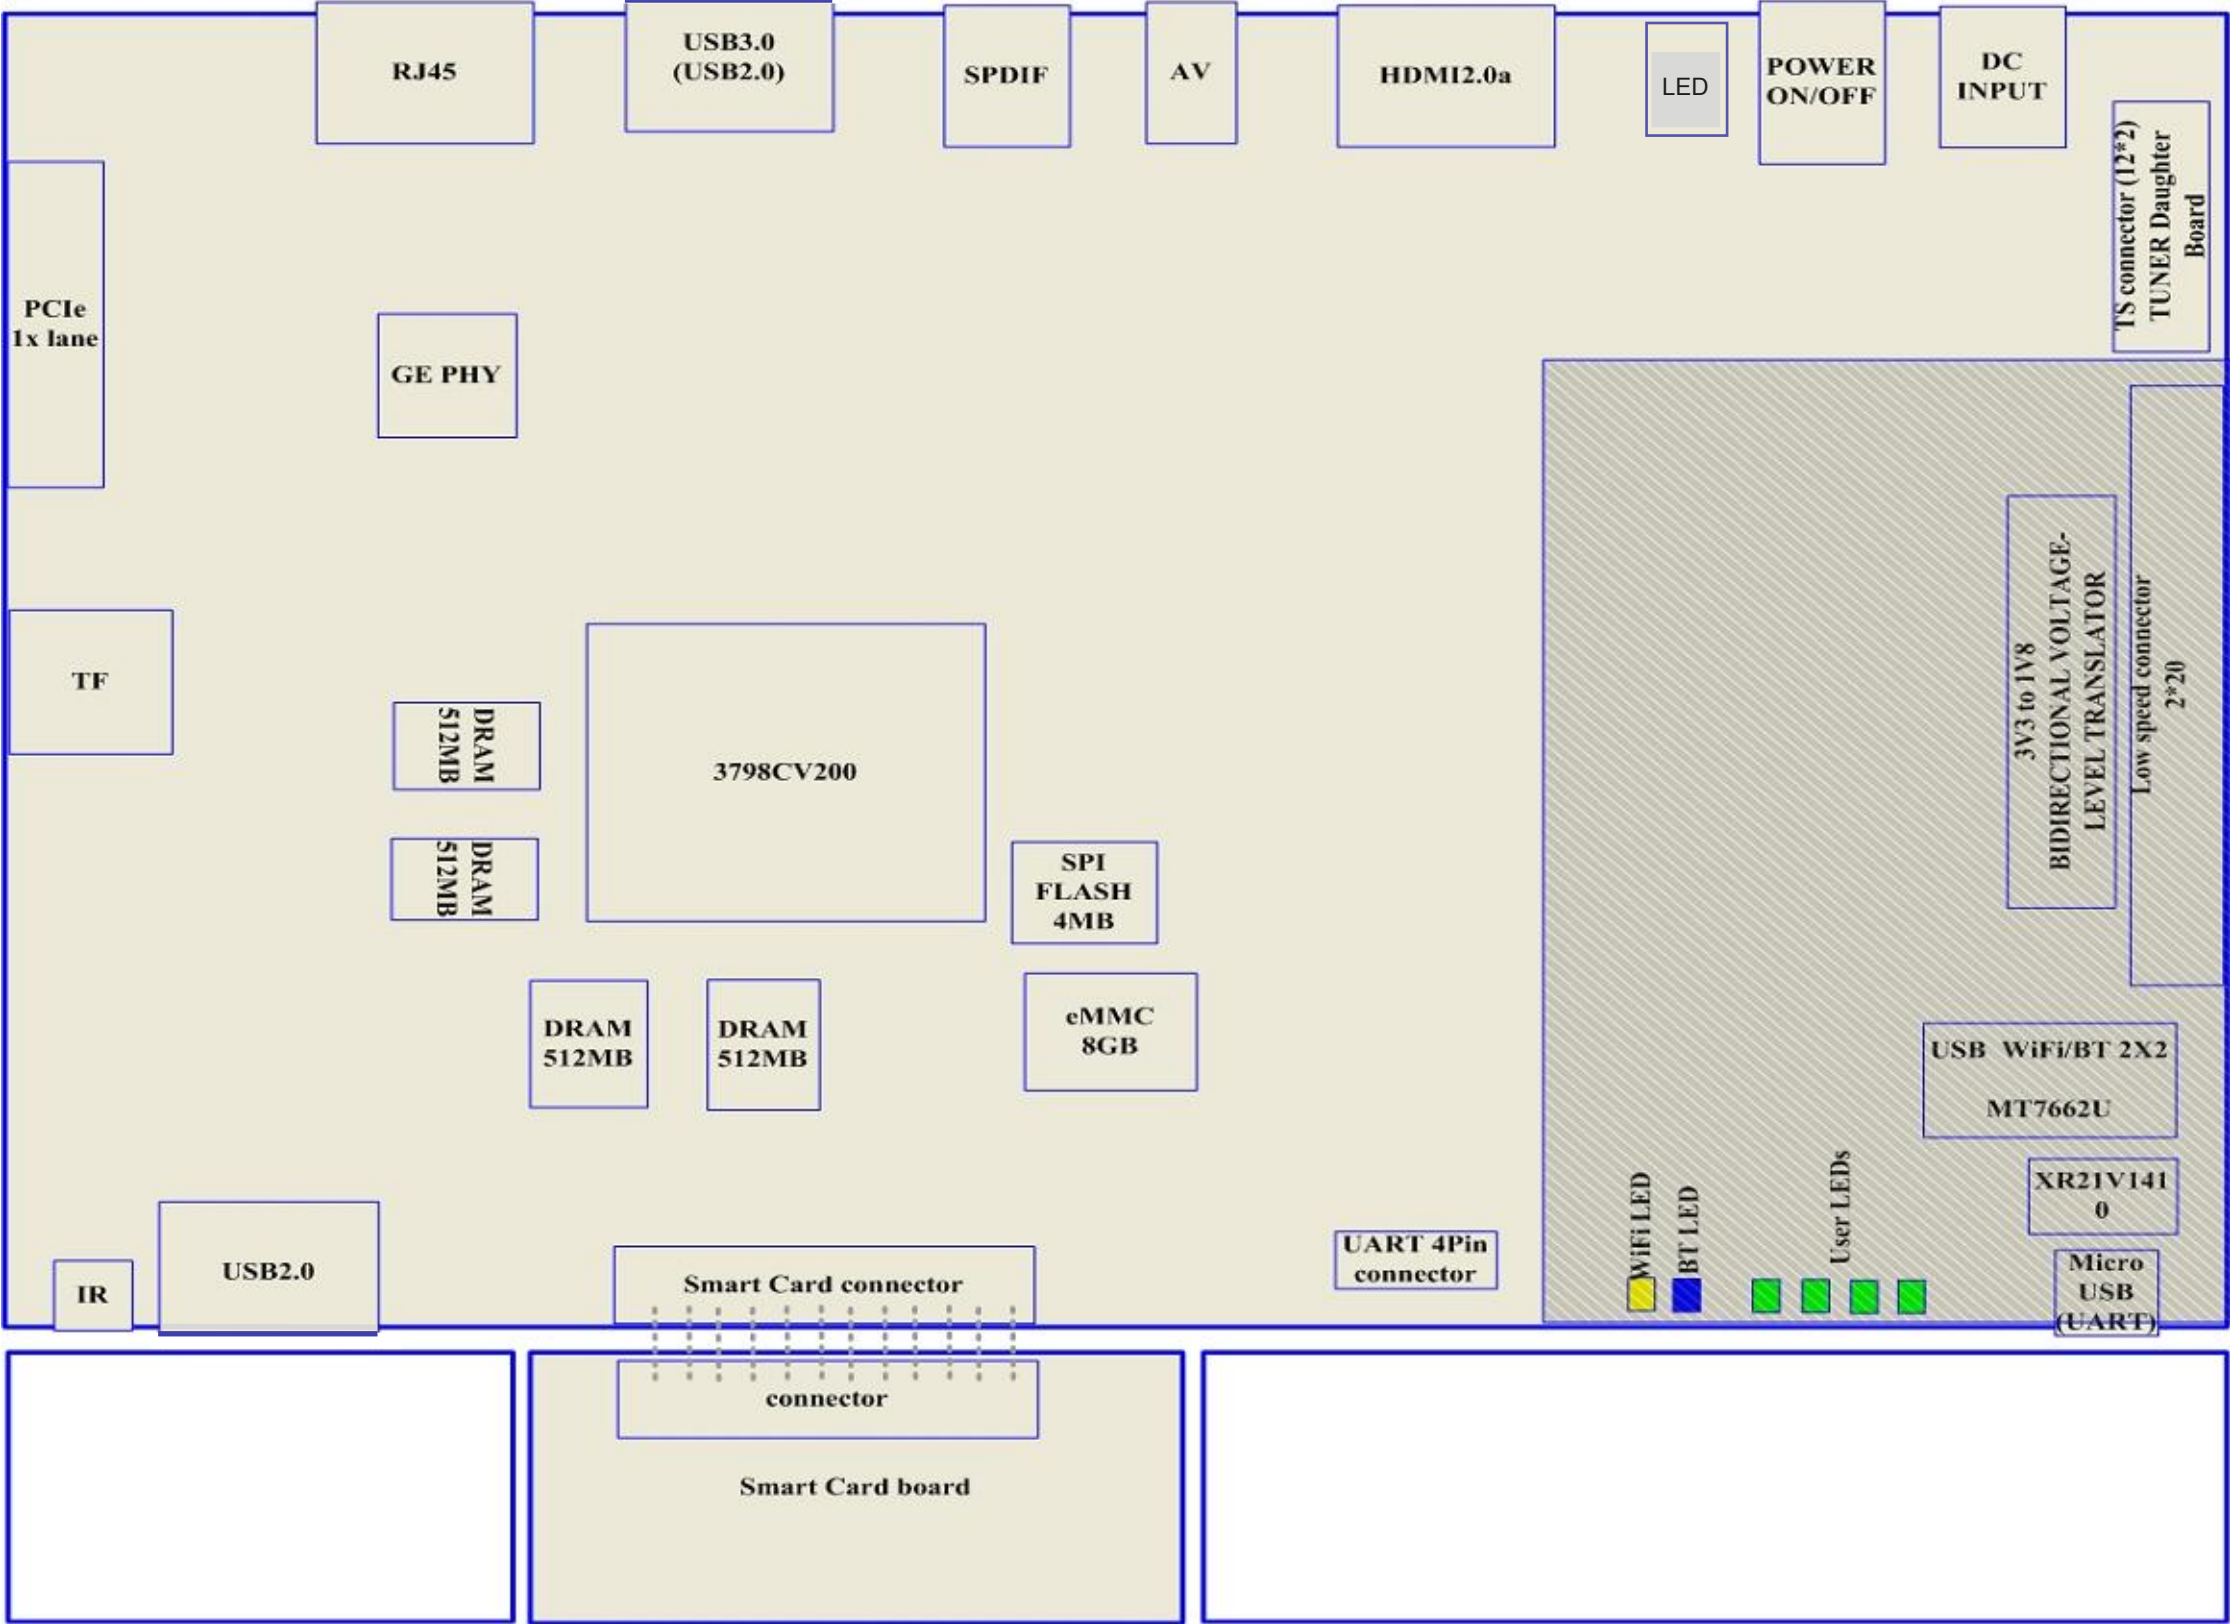 RJ45
USB3.0
(USB2.0)
SPDIF
AV
HDMI2.0a
LED
POWER
ON/OFF
DC
INPUT
TS connector (12*2)
TUNER Daughter
Board
PCIe
1x lane
GE PHY
TF
DRAM
512MB
DRAM
512MB
3798CV200
SPI
FLASH
4MB
DRAM
512MB
DRAM
512MB
eMMC
8GB
3V3 to 1V8
BIDIRECTIONAL VOLTAGE-
LEVEL TRANSLATOR
Low speed connector
2*20
USB WiFi/BT 2X2
MT7662U
XR21V141
0
WiFi LED
BT LED
User LEDs
Micro
USB
(UART)
IR
USB2.0
Smart Card connector
UART 4Pin
connector
connector
Smart Card board